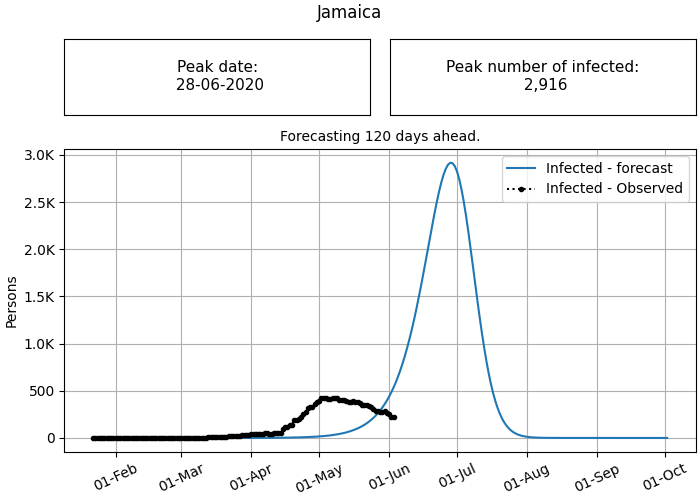 Jamaica
Peak date:
28-06-2020
Peak number of infected:
2,916
Forecasting 120 days ahead.
3.0K
2.5K
2.0K
1.5K
1.0K
500
0
Persons
Infected - forecast
Infected - Observed
01-Feb
01-Mar
01-Apr
01-May
01-Jun
01-Jul
01-Aug
01-Sep
01-Oct